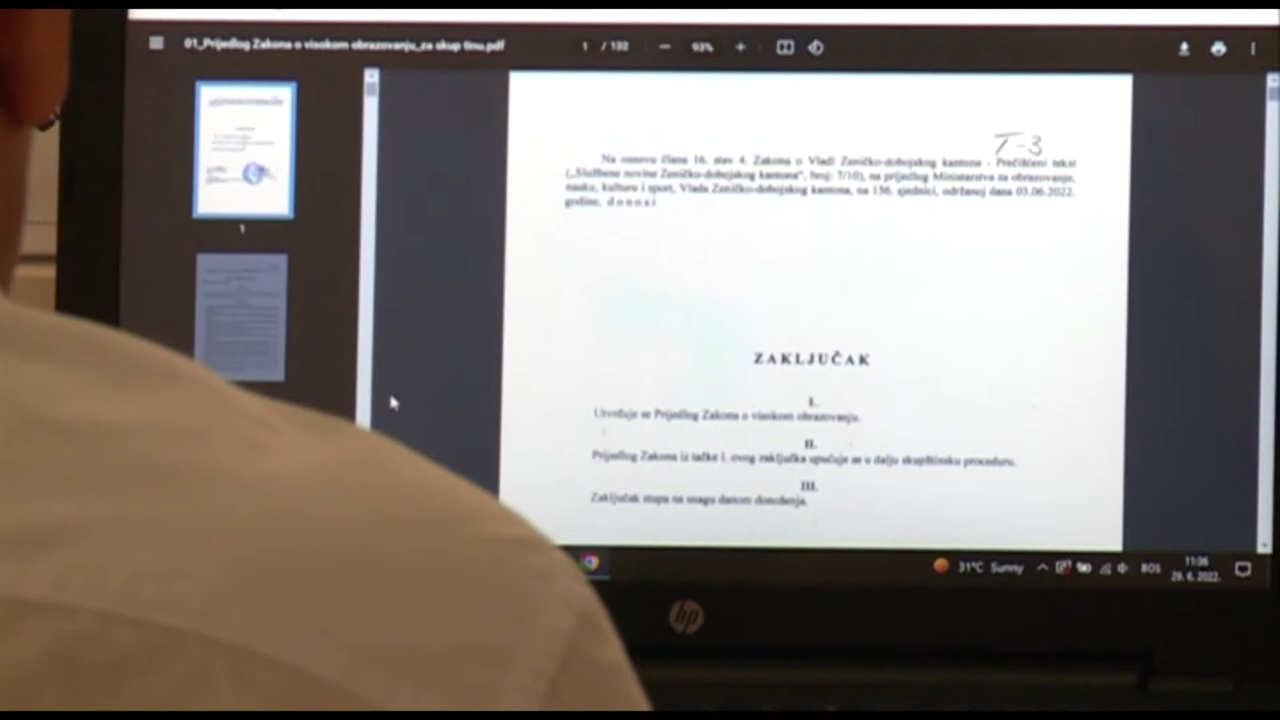 01_Prijedlog Zakona o visokom obrazovanju_za skup tinu.pdf
1 / 132
93%
T-3
Na osnovu člana 16. stav 4. Zakona o Vladi Zeničko-dobojskog kantona - Prečišćeni tekst
(„Službene novine Zeničko-dobojskog kantona“, broj: 7/10), na prijedlog Ministarstva za obrazovanje,
nauku, kulturu i sport, Vlada Zeničko-dobojskog kantona, na 156. sjednici, održanoj dana 03.06.2022.
godine, d o n o s i
1
ZAKLJUČAK
I.
Utvrđuje se Prijedlog Zakona o visokom obrazovanju.
II.
Prijedlog Zakona iz tačke I. ovog zaključka upućuje se u dalju skupštinsku proceduru.
III.
Zaključak stupa na snagu danom donošenja.
31°C Sunny
BOS
11:36
29. 6. 2022.
hp